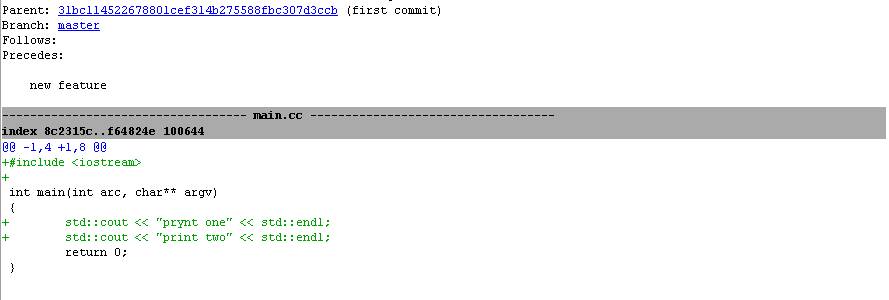 Parent: 31bc114522678801cef314b275588fbc307d3ccb (first commit)
Branch: master
Follows:
Precedes:
new feature
---------------------------------- main.cc -----------------------------------
index 8c2315c..f64824e 100644
@@ -1,4 +1,8 @@
+#include <iostream>
+
int main(int arc, char** argv)
{
+ std::cout << "prynt one" << std::endl;
+ std::cout << "print two" << std::endl;
return 0;
}